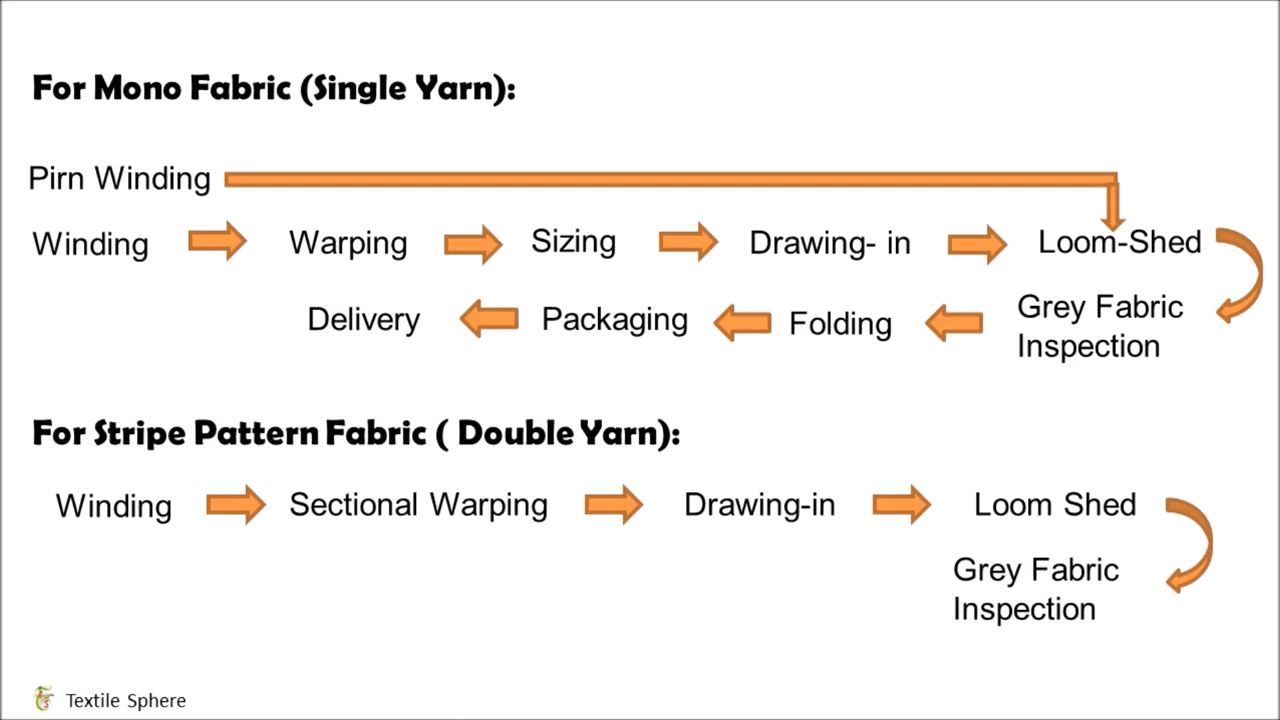 For Mono Fabric (Single Yarn):
Pirn Winding
Winding Warping Sizing Drawing- in Loom-Shed
Delivery Packaging Folding Grey Fabric
Inspection
For Stripe Pattern Fabric ( Double Yarn):
Winding Sectional Warping Drawing-in Loom Shed
Grey Fabric
Inspection
Textile Sphere